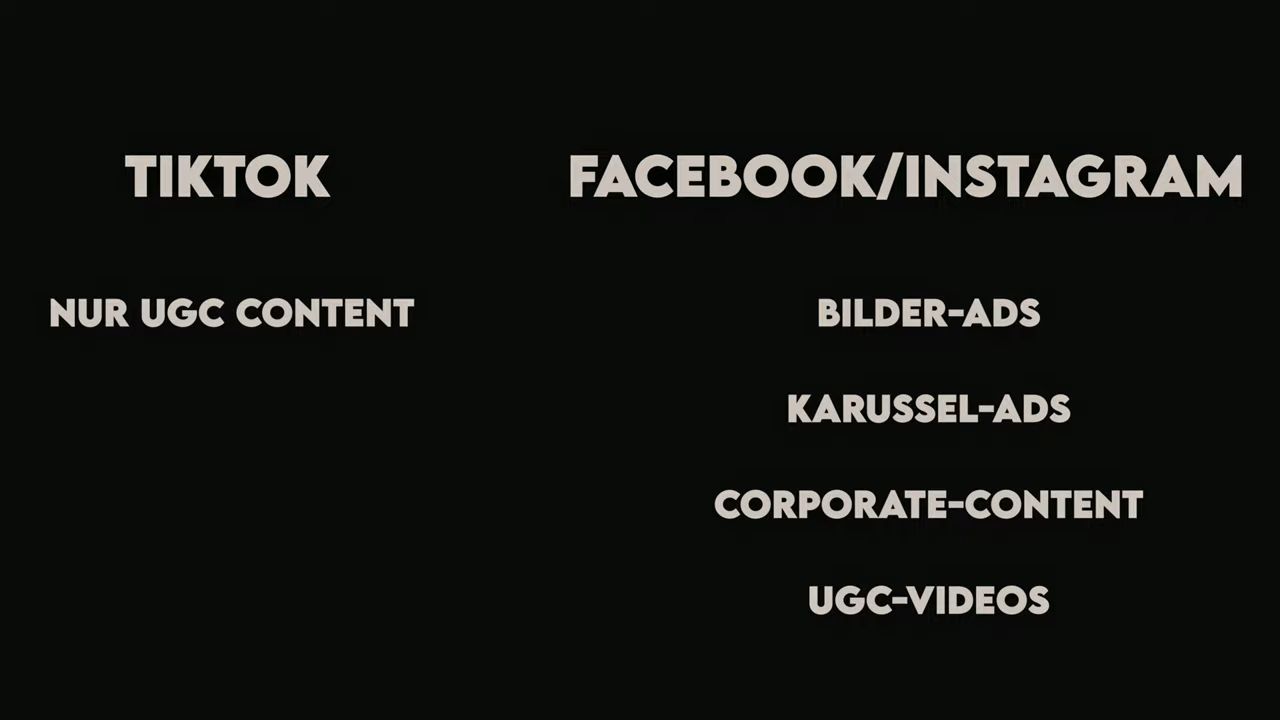 TIKTOK
FACEBOOK/INSTAGRAM
NUR UGC CONTENT
BILDER-ADS
KARUSSEL-ADS
CORPORATE-CONTENT
UGC-VIDEOS